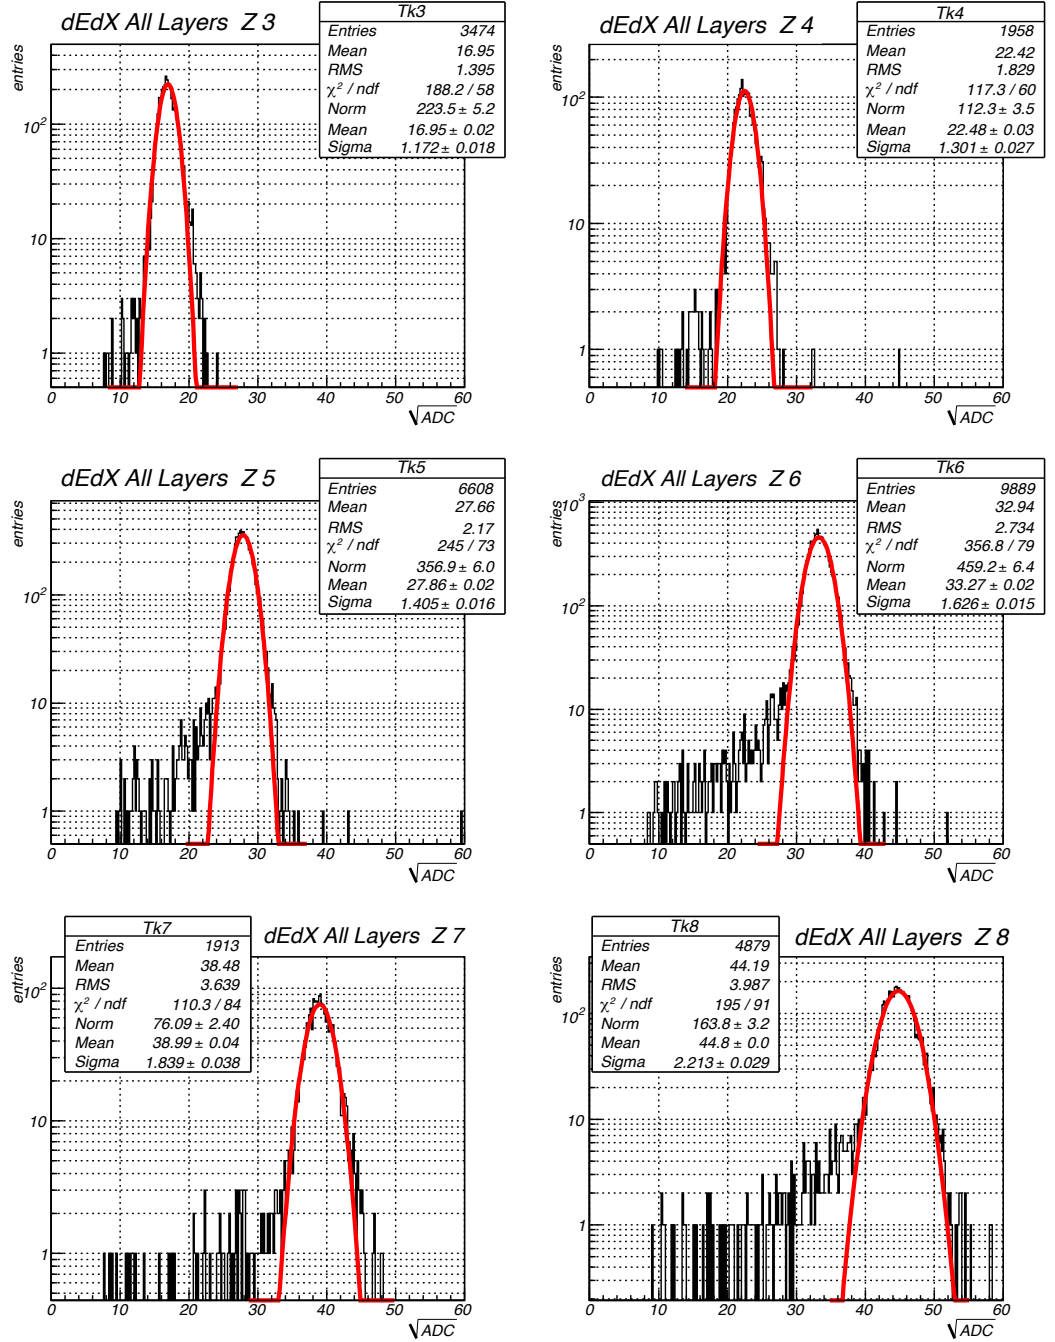 dEdX All Layers Z 3
Tk3
Entries 3474
Mean 16.95
RMS 1.395
χ² / ndf 188.2 / 58
Norm 223.5 ± 5.2
Mean 16.95 ± 0.02
Sigma 1.172 ± 0.018
entries
10²
10
1
0 10 20 30 40 50 60
√ADC
dEdX All Layers Z 4
Tk4
Entries 1958
Mean 22.42
RMS 1.829
χ² / ndf 117.3 / 60
Norm 112.3 ± 3.5
Mean 22.48 ± 0.03
Sigma 1.301 ± 0.027
entries
10²
10
1
0 10 20 30 40 50 60
√ADC
dEdX All Layers Z 5
Tk5
Entries 6608
Mean 27.66
RMS 2.17
χ² / ndf 245 / 73
Norm 356.9 ± 6.0
Mean 27.86 ± 0.02
Sigma 1.405 ± 0.016
entries
10²
10
1
0 10 20 30 40 50 60
√ADC
dEdX All Layers Z 6
Tk6
Entries 9889
Mean 32.94
RMS 2.734
χ² / ndf 356.8 / 79
Norm 459.2 ± 6.4
Mean 33.27 ± 0.02
Sigma 1.626 ± 0.015
entries
10³
10²
10
1
0 10 20 30 40 50 60
√ADC
dEdX All Layers Z 7
Tk7
Entries 1913
Mean 38.48
RMS 3.639
χ² / ndf 110.3 / 84
Norm 76.09 ± 2.40
Mean 38.99 ± 0.04
Sigma 1.839 ± 0.038
entries
10²
10
1
0 10 20 30 40 50 60
√ADC
dEdX All Layers Z 8
Tk8
Entries 4879
Mean 44.19
RMS 3.987
χ² / ndf 195 / 91
Norm 163.8 ± 3.2
Mean 44.8 ± 0.0
Sigma 2.213 ± 0.029
entries
10²
10
1
0 10 20 30 40 50 60
√ADC